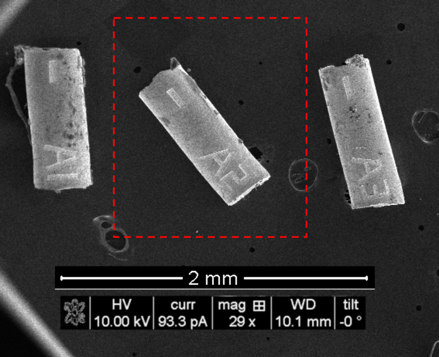 2 mm
HV curr mag ⊞ WD tilt
10.00 kV 93.3 pA 29 x 10.1 mm -0 °